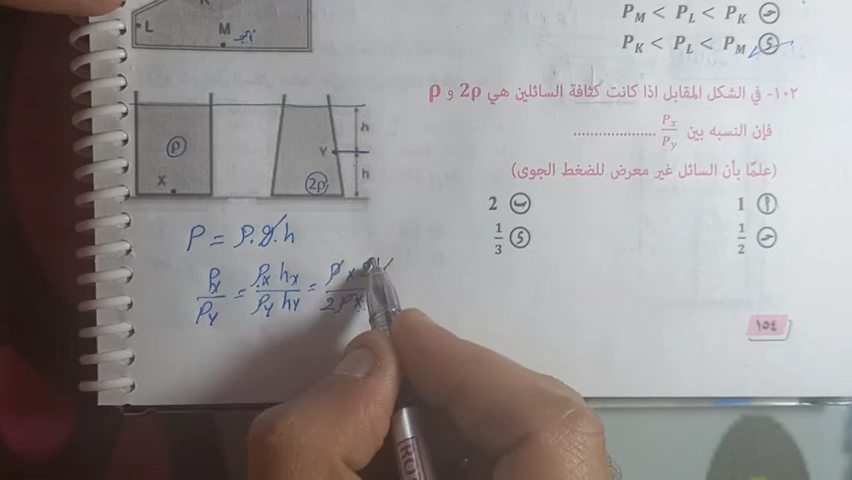 P_M < P_L < P_K (ج)
P_K < P_L < P_M (د)
L
M
١٠٢- في الشكل المقابل اذا كانت كثافة السائلين هي 2ρ و ρ
فإن النسبه بين P_x / P_y ....................
(علمًا بأن السائل غير معرض للضغط الجوى)
(أ) 1
(ب) 2
(ج) 1/2
(د) 1/3
ρ
X
Y
2ρ
h
h
P = ρ.g.h
P_x / P_y = ρ_x h_x / ρ_y h_y = ρ x
2ρ x
١٥٤
ROT